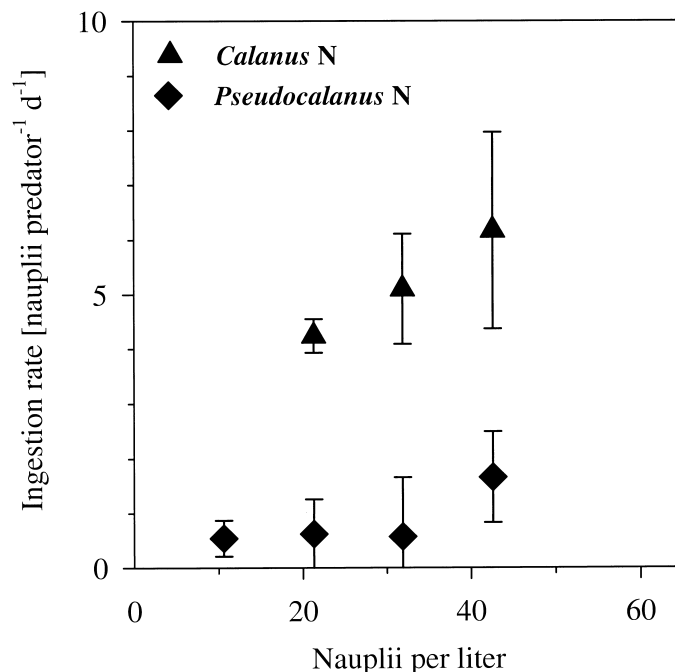 10
Calanus N
Pseudocalanus N
Ingestion rate [nauplii predator⁻¹ d⁻¹]
5
0
0 20 40 60
Nauplii per liter